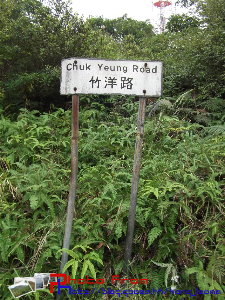 Chuk Yeung Road
竹洋路